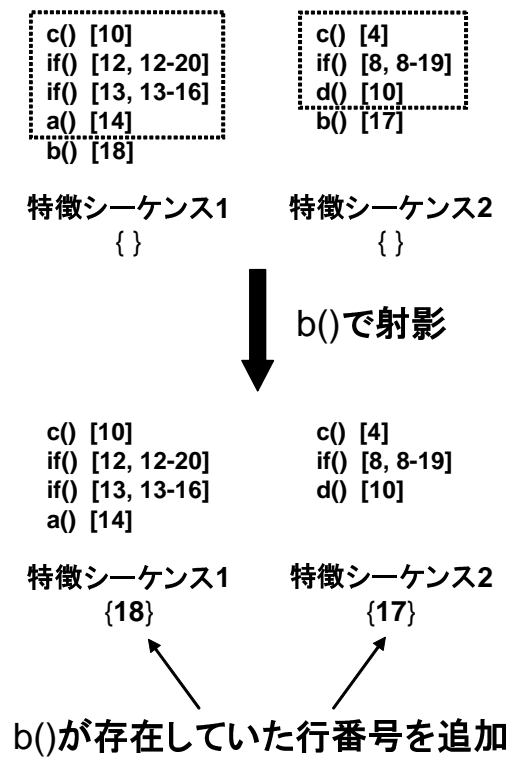 c() [10]
if() [12, 12-20]
if() [13, 13-16]
a() [14]
b() [18]
特徴シーケンス1
{ }
c() [4]
if() [8, 8-19]
d() [10]
b() [17]
特徴シーケンス2
{ }
b()で射影
c() [10]
if() [12, 12-20]
if() [13, 13-16]
a() [14]
特徴シーケンス1
{18}
c() [4]
if() [8, 8-19]
d() [10]
特徴シーケンス2
{17}
b()が存在していた行番号を追加